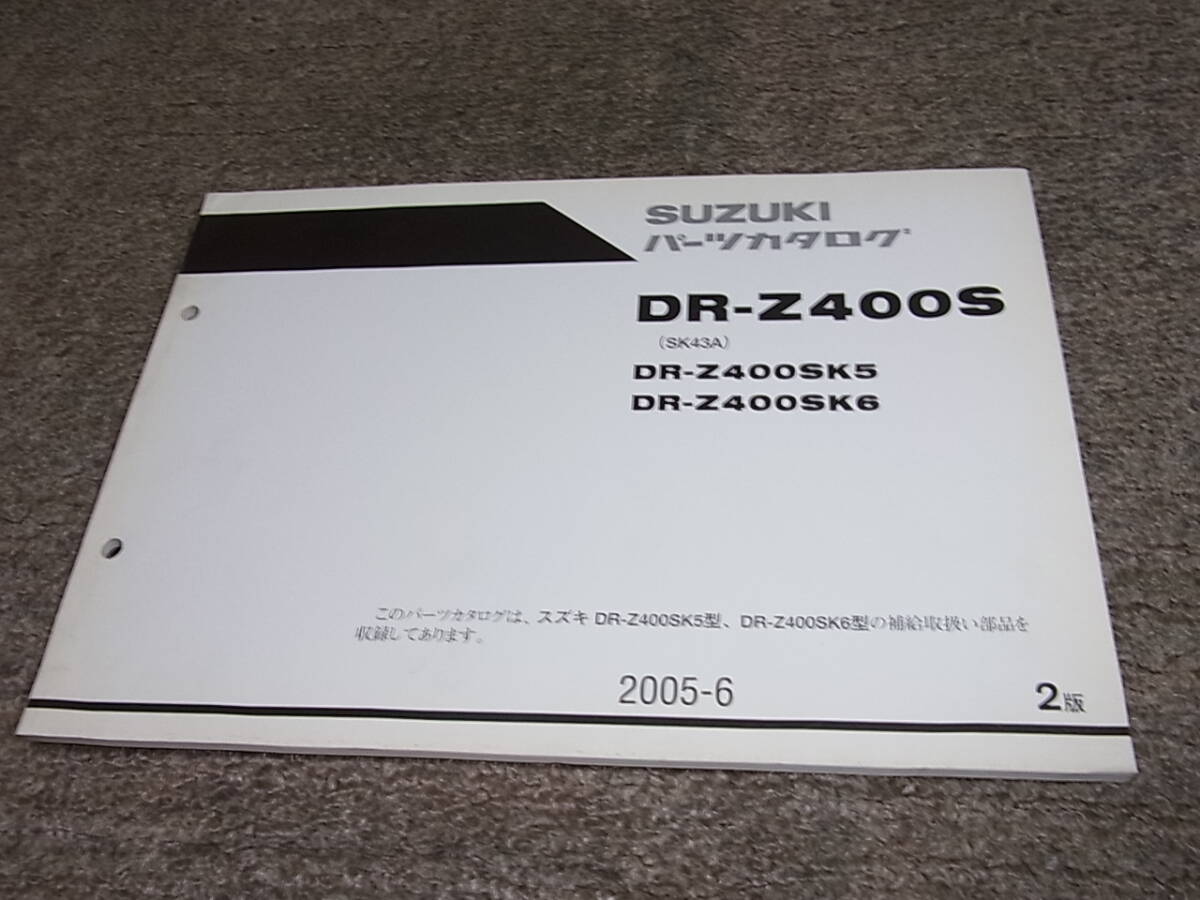 SUZUKI
パーツカタログ
DR-Z400S
(SK43A)
DR-Z400SK5
DR-Z400SK6
このパーツカタログは、スズキ DR-Z400SK5型、DR-Z400SK6型の補給取扱い部品を
収録してあります。
2005-6
2版